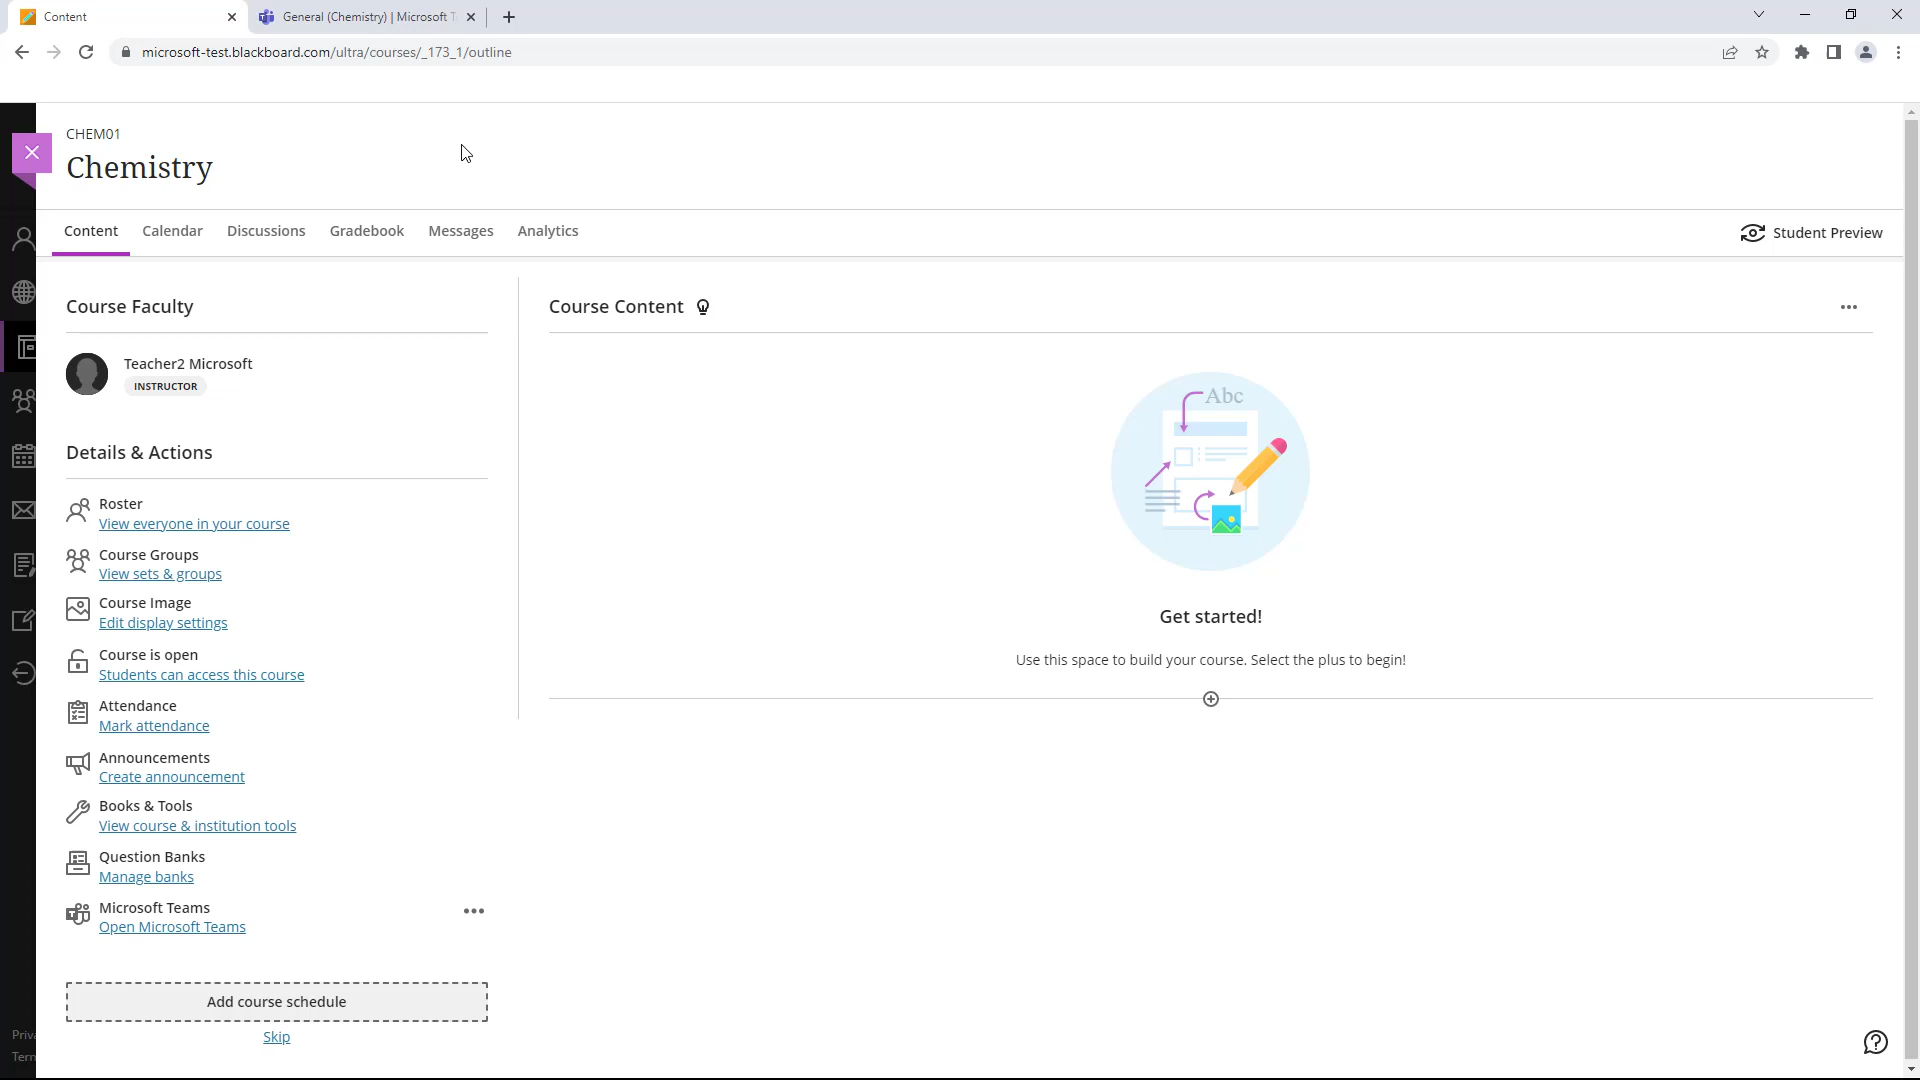 Content
General (Chemistry) | Microsoft T
microsoft-test.blackboard.com/ultra/courses/_173_1/outline
CHEM01
Chemistry
Content
Calendar
Discussions
Gradebook
Messages
Analytics
Student Preview
Course Faculty
Teacher2 Microsoft
INSTRUCTOR
Details & Actions
Roster
View everyone in your course
Course Groups
View sets & groups
Course Image
Edit display settings
Course is open
Students can access this course
Attendance
Mark attendance
Announcements
Create announcement
Books & Tools
View course & institution tools
Question Banks
Manage banks
Microsoft Teams
Open Microsoft Teams
Add course schedule
Skip
Course Content
Abc
Get started!
Use this space to build your course. Select the plus to begin!
Priva
Term